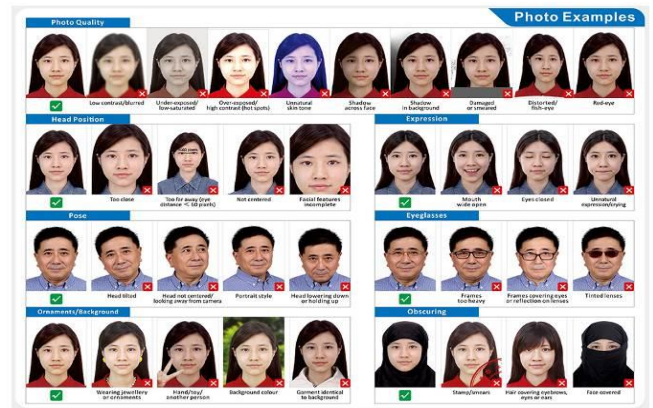 Photo Examples
Photo Quality
Low contrast/blurred
Under-exposed/
low-saturated
Over-exposed/
high contrast (hot spots)
Unnatural
skin tone
Shadow
across face
Shadow
in background
Damaged
or smeared
Distorted/
fish-eye
Red-eye
Head Position
Too close
Too far away (eye
distance < 60 pixels)
Not centered
Facial features
incomplete
Expression
Mouth
wide open
Eyes closed
Unnatural
expression/crying
Pose
Head tilted
Head not centered/
looking away from camera
Portrait style
Head lowering down
or holding up
Eyeglasses
Frames
too heavy
Frames covering eyes
or reflection on lenses
Tinted lenses
Ornaments/Background
Wearing jewellery
or ornaments
Hand/toy/
another person
Background colour
Garment identical
to background
Obscuring
Stamp/smears
Hair covering eyebrows,
eyes or ears
Face covered